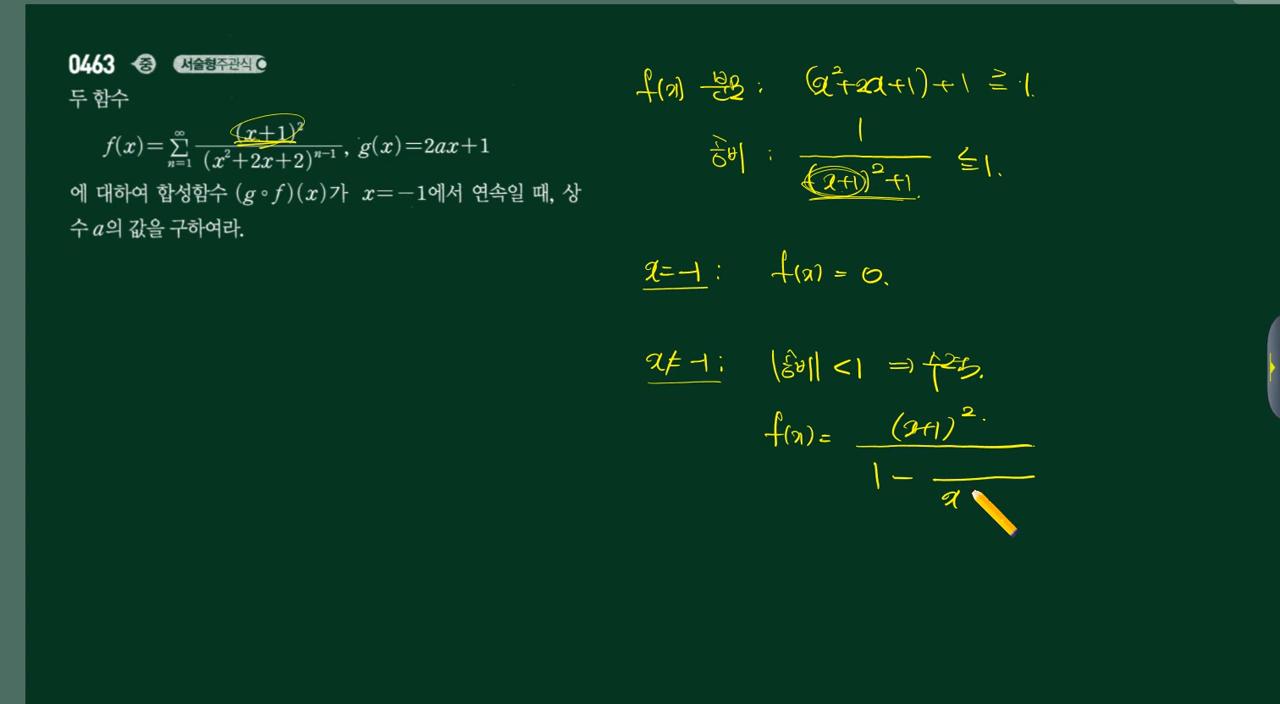 0463 중 서술형주관식
두 함수
f(x)=∑_{n=1}^{∞} (x+1)²/(x²+2x+2)^{n-1}, g(x)=2ax+1
에 대하여 합성함수 (g∘f)(x)가 x=-1에서 연속일 때, 상
수 a의 값을 구하여라.
f(x) 분모 : (x²+2x+1)+1 ≧ 1.
공비 : 1/((x+1)²+1) ≦ 1.
x=-1 : f(x) = 0.
x≠-1 : |공비| < 1 ⇒ 수렴.
f(x) = (x+1)²
1 -
x